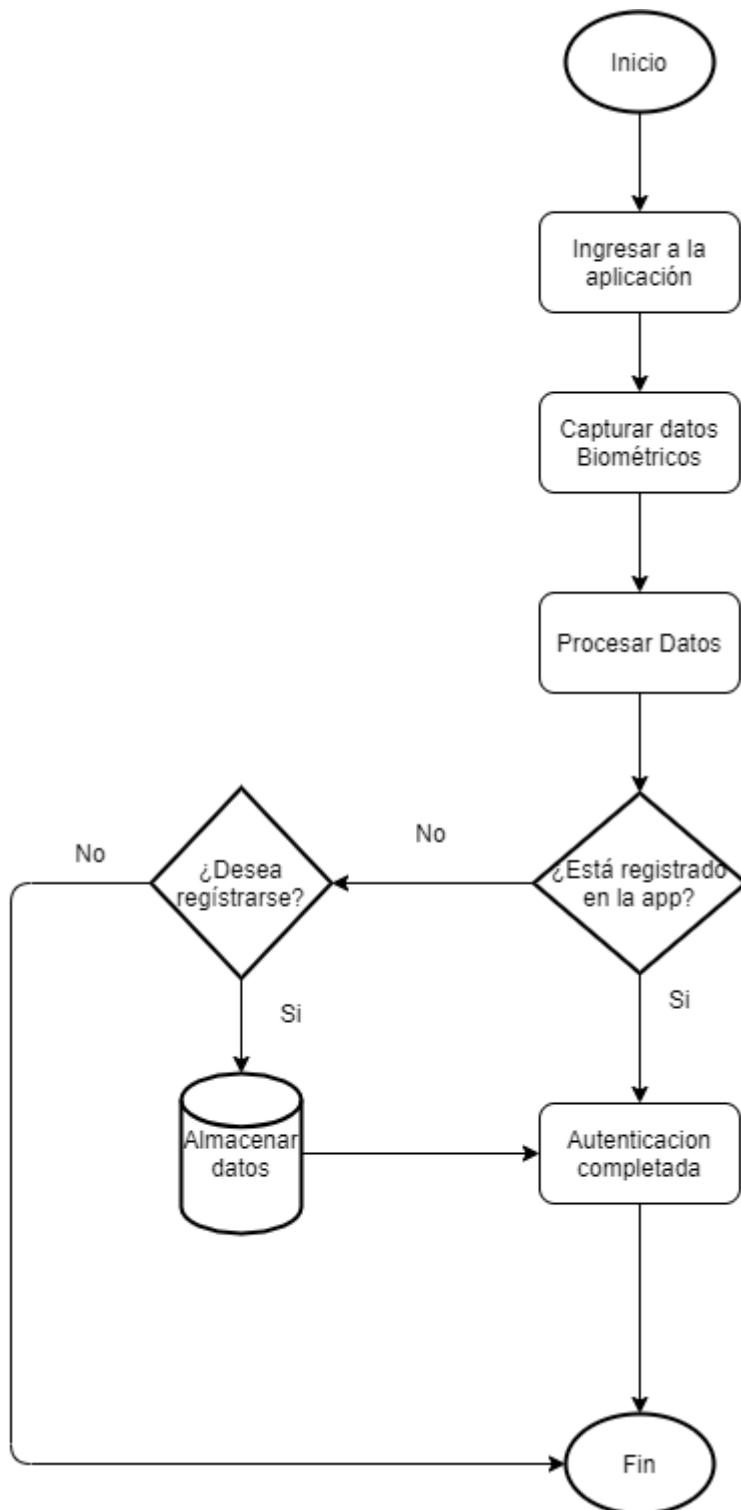 Inicio
Ingresar a la
aplicación
Capturar datos
Biométricos
Procesar Datos
¿Está registrado
en la app?
No
¿Desea
regístrarse?
No
Si
Si
Almacenar
datos
Autenticacion
completada
Fin